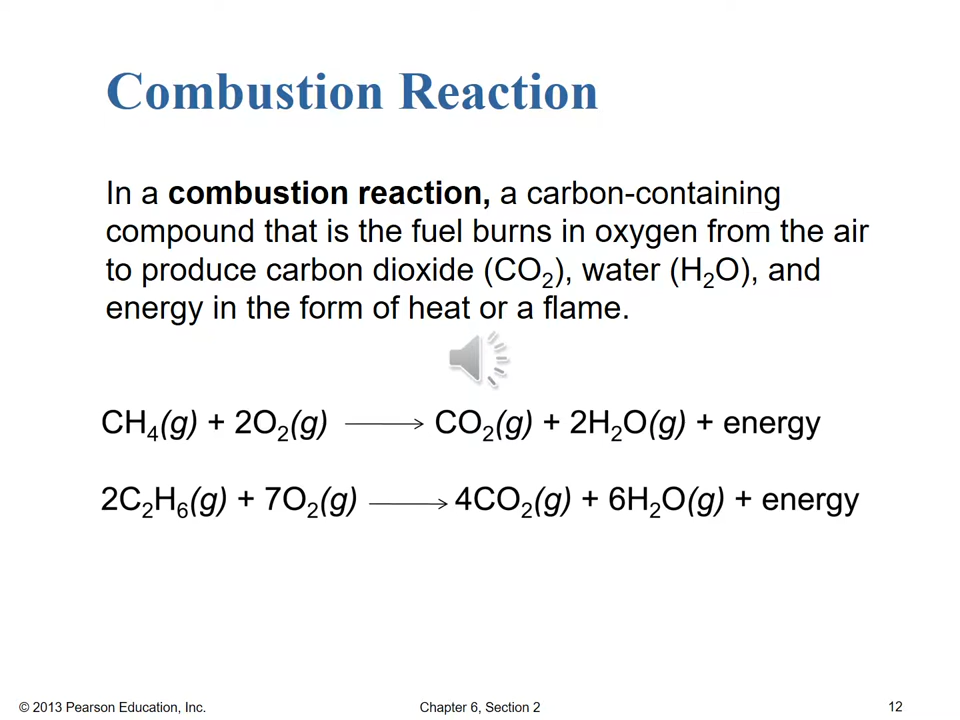 Combustion Reaction
In a combustion reaction, a carbon-containing
compound that is the fuel burns in oxygen from the air
to produce carbon dioxide (CO₂), water (H₂O), and
energy in the form of heat or a flame.
CH₄(g) + 2O₂(g) ⟶ CO₂(g) + 2H₂O(g) + energy
2C₂H₆(g) + 7O₂(g) ⟶ 4CO₂(g) + 6H₂O(g) + energy
© 2013 Pearson Education, Inc. Chapter 6, Section 2 12